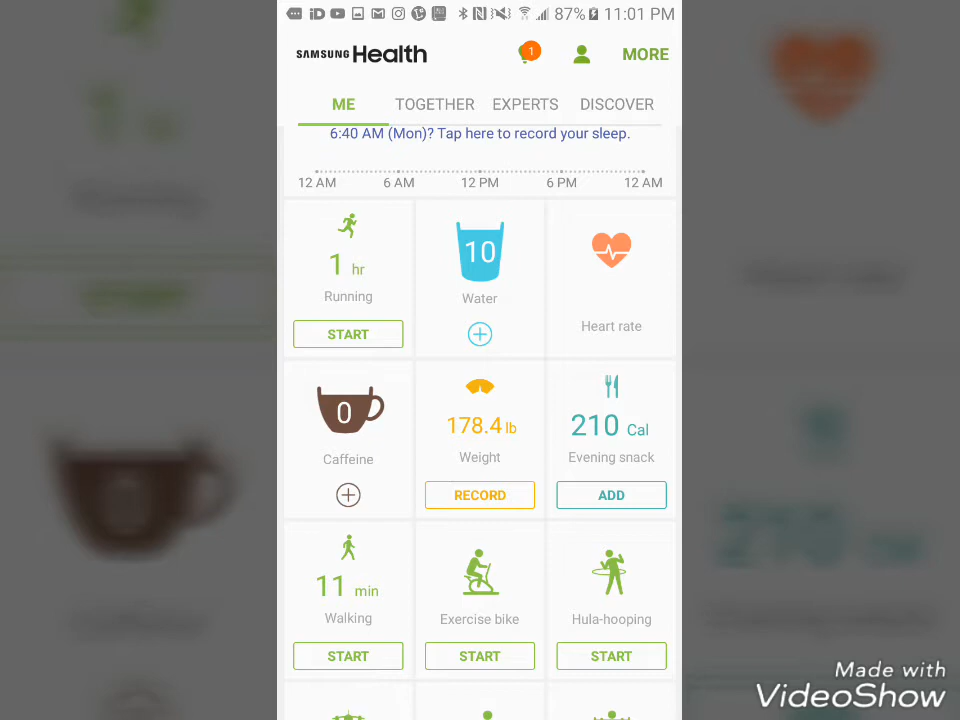 87% 11:01 PM
SAMSUNG Health
1
MORE
ME TOGETHER EXPERTS DISCOVER
6:40 AM (Mon)? Tap here to record your sleep.
12 AM 6 AM 12 PM 6 PM 12 AM
1 hr
Running
START
10
Water
Heart rate
0
Caffeine
178.4 lb
Weight
RECORD
210 Cal
Evening snack
ADD
11 min
Walking
START
Exercise bike
START
Hula-hooping
START
Made with
VideoShow